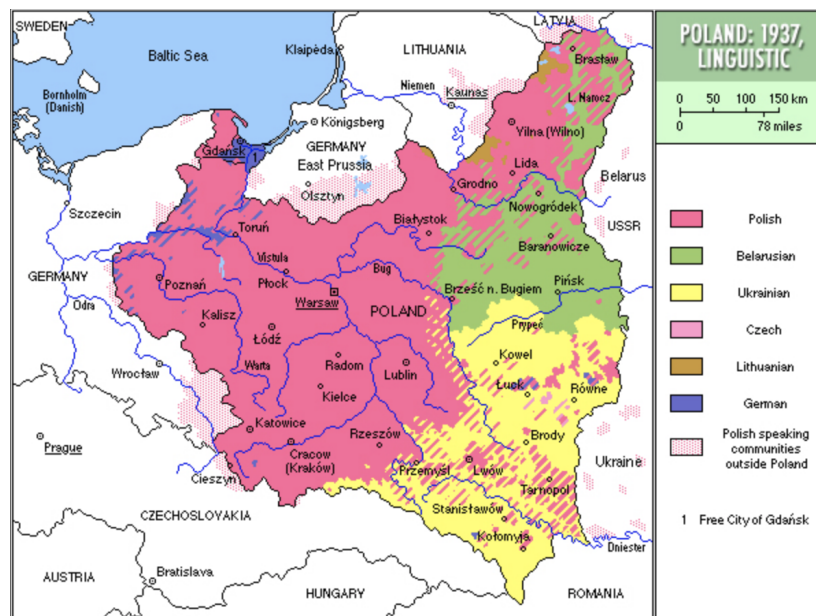 SWEDEN
LATVIA
POLAND: 1937,
LINGUISTIC
Baltic Sea
Klaipėda
LITHUANIA
Brasław
Bornholm
(Danish)
Niemen
Kaunas
L. Narocz
0 50 100 150 km
0 78 miles
Königsberg
Yilna (Wilno)
Gdańsk
1
GERMANY
East Prussia
Lida
Belarus
Olsztyn
Grodno
Nowogródek
Szczecin
Toruń
Białystok
Baranowicze
USSR
Polish
Belarusian
Ukrainian
Czech
Lithuanian
German
Polish speaking
communities
outside Poland
1 Free City of Gdańsk
GERMANY
Vistula
Bug
Poznań
Płock
Brześć n. Bugiem
Pińsk
Odra
Warsaw
POLAND
Kalisz
Łódź
Prypeć
Kowel
Wrocław
Warta
Radom
Lublin
Łuck
Równe
Kielce
Prague
Katowice
Rzeszów
Brody
Cracow
(Kraków)
Przemysl
Lwów
Ukraine
Cieszyn
Tarnopol
CZECHOSLOYAKIA
Stanisławów
Kołomyja
Dniester
AUSTRIA
Bratislava
HUNGARY
ROMANIA